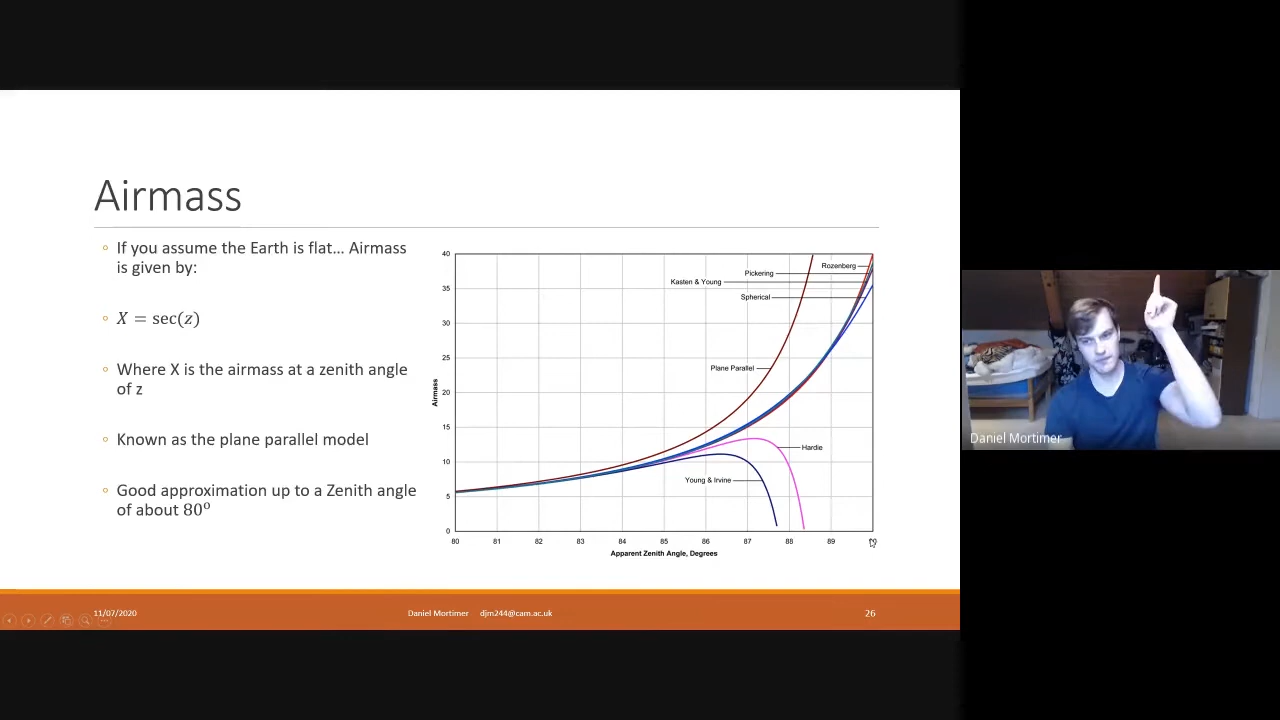 Airmass
◦ If you assume the Earth is flat… Airmass
is given by:
◦ X = sec(z)
◦ Where X is the airmass at a zenith angle
of z
◦ Known as the plane parallel model
◦ Good approximation up to a Zenith angle
of about 80º
40
35
30
25
20
15
10
5
0
Airmass
Rozenberg
Pickering
Kasten & Young
Spherical
Plane Parallel
Hardie
Young & Irvine
80 81 82 83 84 85 86 87 88 89 90
Apparent Zenith Angle, Degrees
11/07/2020 Daniel Mortimer djm244@cam.ac.uk 26
Daniel Mortimer